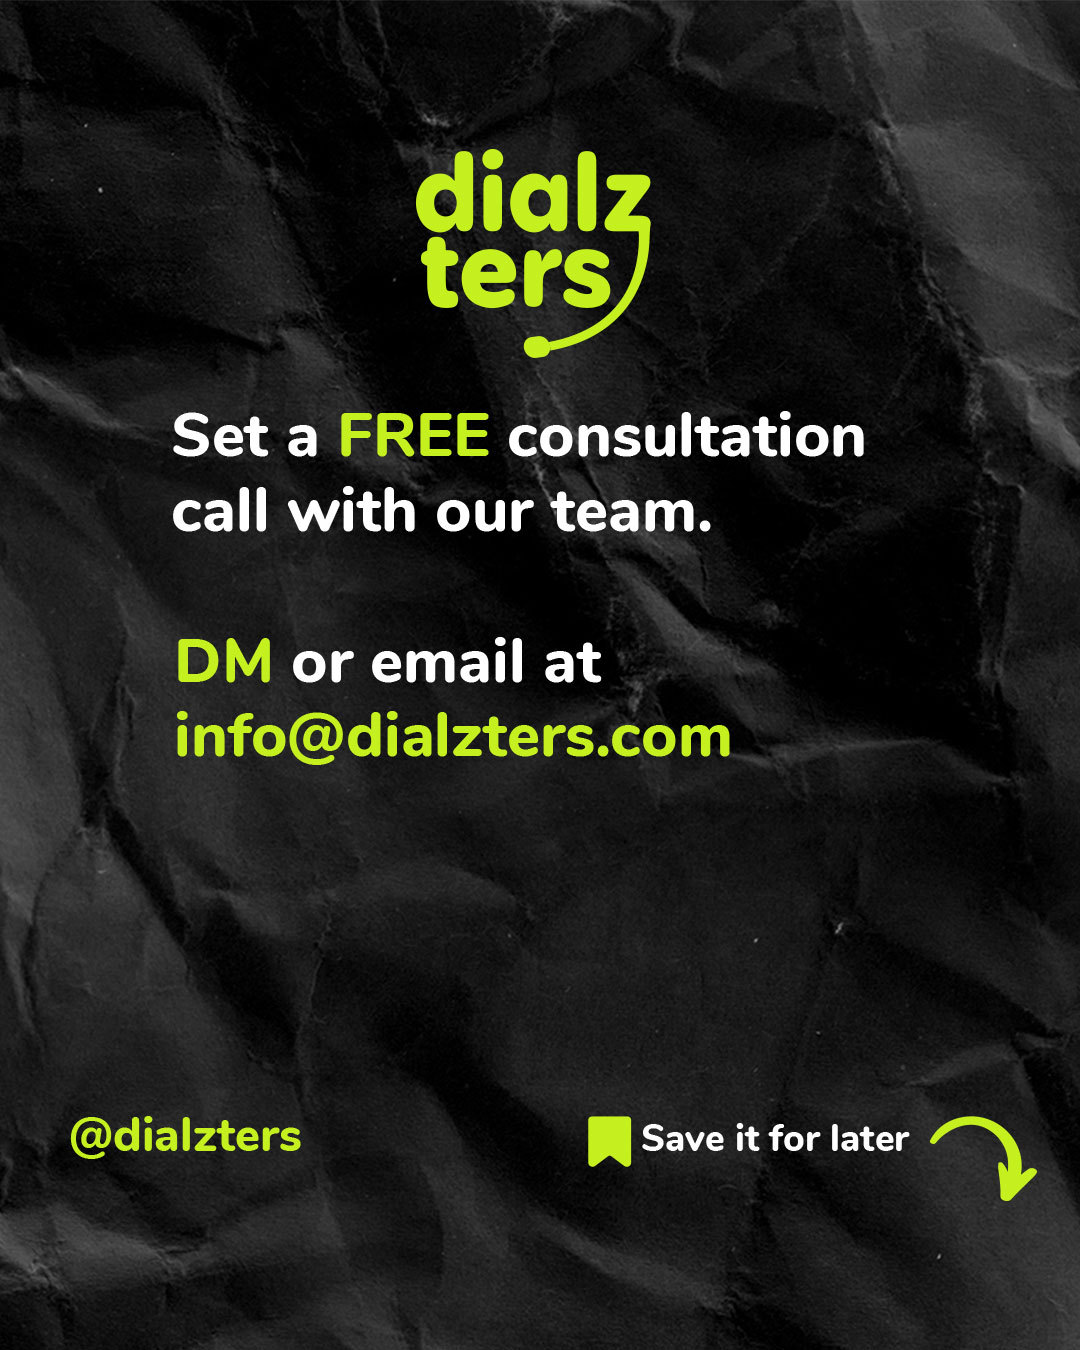 dialz
ters
Set a FREE consultation
call with our team.
DM or email at
info@dialzters.com
@dialzters
Save it for later